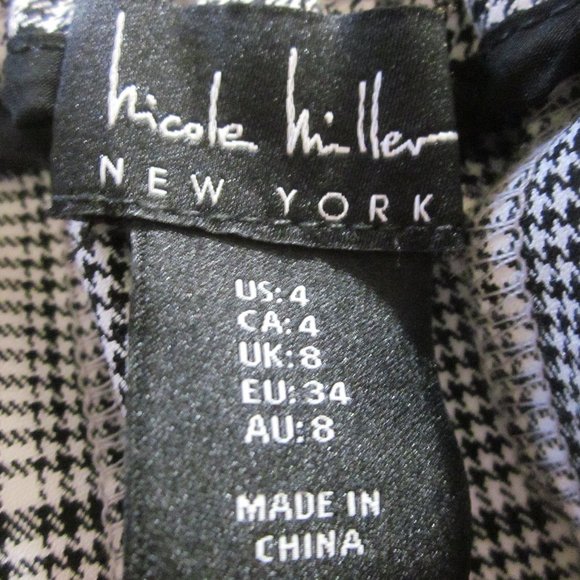 nicole miller
NEW YORK
US: 4
CA: 4
UK: 8
EU: 34
AU: 8
MADE IN
CHINA